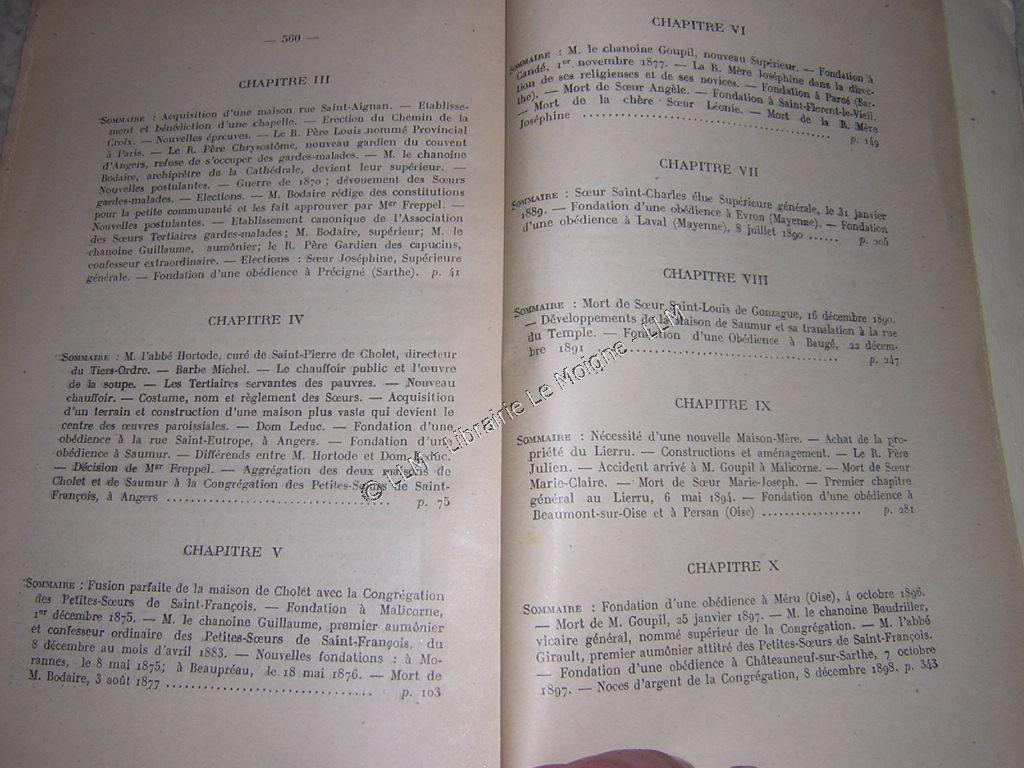 — 560 —
CHAPITRE III
SOMMAIRE : Acquisition d'une maison rue Saint-Aignan. — Etablisse-
ment et bénédiction d'une chapelle. — Erection du Chemin de la
Croix. — Nouvelles épreuves. — Le R. Père Louis nommé Provincial
à Paris. — Le R. Père Chrysostôme, nouveau gardien du couvent
d'Angers, refuse de s'occuper des gardes-malades. — M. le chanoine
Bodaire, archiprêtre de la Cathédrale, devient leur supérieur. —
Nouvelles postulantes. — Guerre de 1870 ; dévouement des Sœurs
gardes-malades. — Elections. — M. Bodaire rédige des constitutions
pour la petite communauté et les fait approuver par Mgr Freppel. —
Nouvelles postulantes. — Etablissement canonique de l'Association
des Sœurs Tertiaires gardes-malades ; M. Bodaire, supérieur ; M. le
chanoine Guillaume, aumônier ; le R. Père Gardien des capucins,
confesseur extraordinaire. — Elections : Sœur Joséphine, Supérieure
générale. — Fondation d'une obédience à Précigné (Sarthe). p. 41
CHAPITRE IV
SOMMAIRE : M. l'abbé Hortode, curé de Saint-Pierre de Cholet, directeur
du Tiers-Ordre. — Barbe Michel. — Le chauffoir public et l'œuvre
de la soupe. — Les Tertiaires servantes des pauvres. — Nouveau
chauffoir. — Costume, nom et règlement des Sœurs. — Acquisition
d'un terrain et construction d'une maison plus vaste qui devient le
centre des œuvres paroissiales. — Dom Leduc. — Fondation d'une
obédience à la rue Saint-Eutrope, à Angers. — Fondation d'une
obédience à Saumur. — Différends entre M. Hortode et Dom Leduc.
— Décision de Mgr Freppel. — Aggrégation des deux maisons de
Cholet et de Saumur à la Congrégation des Petites-Sœurs de Saint-
François, à Angers .............................. p. 75
CHAPITRE V
SOMMAIRE : Fusion parfaite de la maison de Cholet avec la Congrégation
des Petites-Sœurs de Saint-François. — Fondation à Malicorne,
1er décembre 1875. — M. le chanoine Guillaume, premier aumônier
et confesseur ordinaire des Petites-Sœurs de Saint-François, du
8 décembre au mois d'avril 1883. — Nouvelles fondations : à Mo-
rannes, le 8 mai 1875 ; à Beaupréau, le 18 mai 1876. — Mort de
M. Bodaire, 3 août 1877 .............................. p. 103
CHAPITRE VI
SOMMAIRE : M. le chanoine Goupil, nouveau Supérieur. — Fondation à
Candé, 1er novembre 1877. — La R. Mère Joséphine dans la direc-
tion de ses religieuses et de ses novices. — Fondation à Parcé (Sar-
the). — Mort de Sœur Angèle. — Fondation à Saint-Florent-le-Vieil.
— Mort de la chère Sœur Léonie. — Mort de la R. Mère
Joséphine .............................. p. 149
CHAPITRE VII
SOMMAIRE : Sœur Saint-Charles élue Supérieure générale, le 31 janvier
1889. — Fondation d'une obédience à Evron (Mayenne). — Fondation
d'une obédience à Laval (Mayenne), 8 juillet 1890 ...... p. 205
CHAPITRE VIII
SOMMAIRE : Mort de Sœur Saint-Louis de Gonzague, 16 décembre 1890.
— Développements de la Maison de Saumur et sa translation à la rue
du Temple. — Fondation d'une Obédience à Baugé, 22 décem-
bre 1891 .............................. p. 247
CHAPITRE IX
SOMMAIRE : Nécessité d'une nouvelle Maison-Mère. — Achat de la pro-
priété du Lierru. — Constructions et aménagement. — Le R. Père
Julien. — Accident arrivé à M. Goupil à Malicorne. — Mort de Sœur
Marie-Claire. — Mort de Sœur Marie-Joseph. — Premier chapitre
général au Lierru, 6 mai 1894. — Fondation d'une obédience à
Beaumont-sur-Oise et à Persan (Oise) .................. p. 281
CHAPITRE X
SOMMAIRE : Fondation d'une obédience à Méru (Oise), 4 octobre 1896.
— Mort de M. Goupil, 25 janvier 1897. — M. le chanoine Baudriller,
vicaire général, nommé supérieur de la Congrégation. — M. l'abbé
Girault, premier aumônier attitré des Petites-Sœurs de Saint-François.
— Fondation d'une obédience à Châteauneuf-sur-Sarthe, 7 octobre
1897. — Noces d'argent de la Congrégation, 8 décembre 1898. p. 343
© LLM - Librairie Le Moigne - LLM